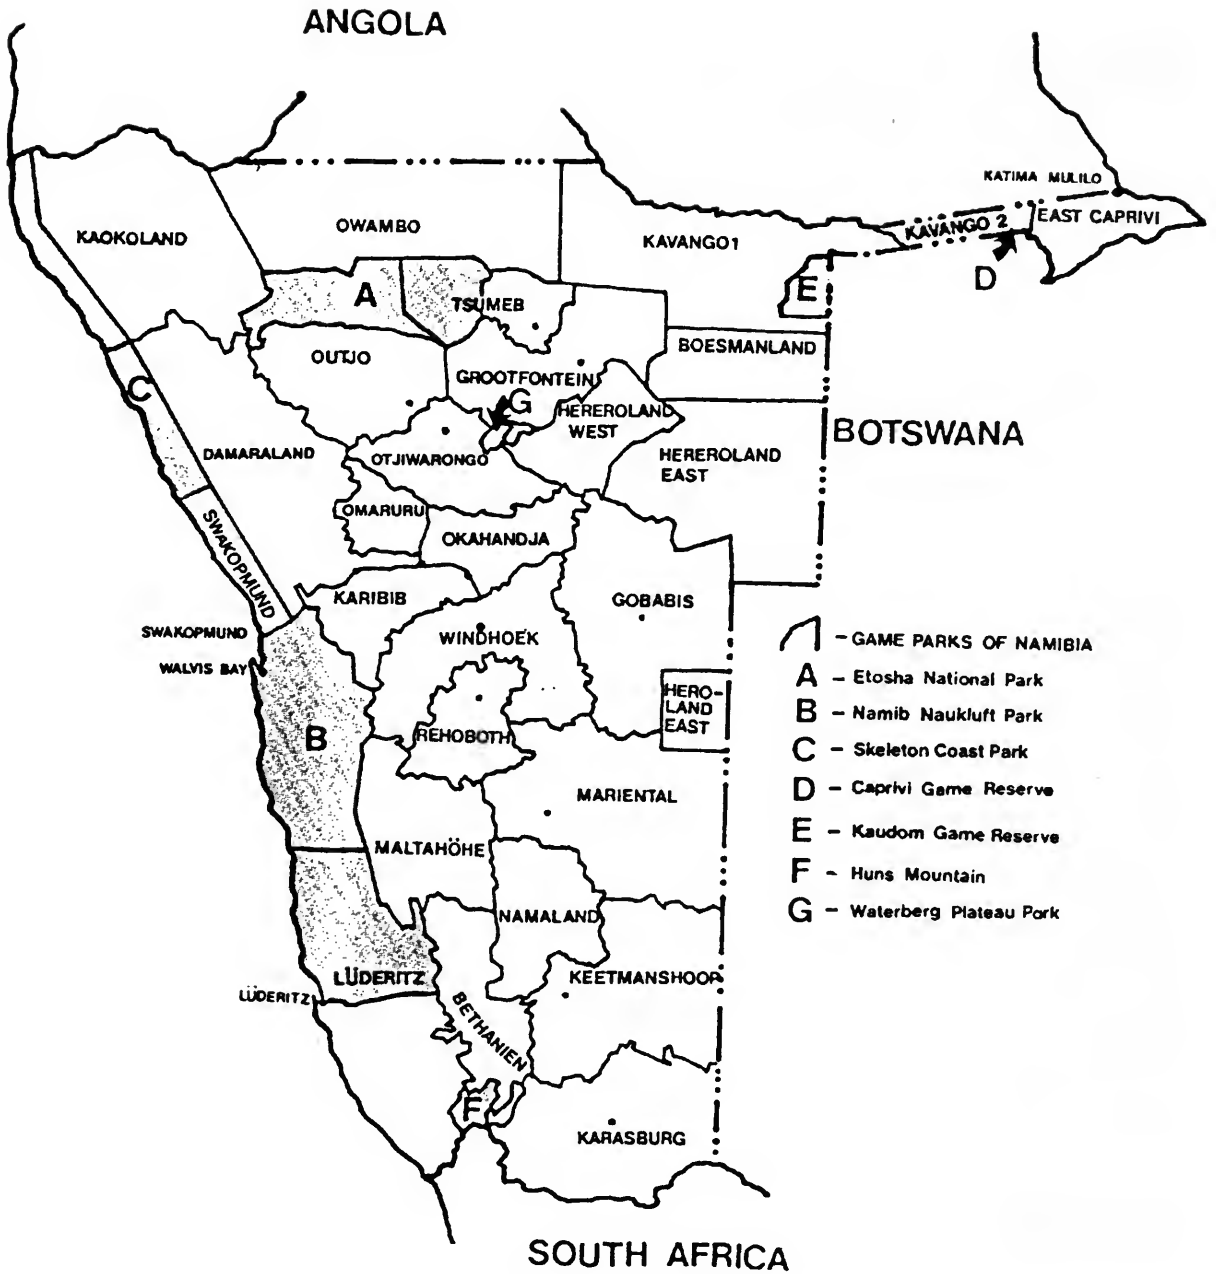 ANGOLA
KATIMA MULILO
EAST CAPRIVI
KAVANGO 2
D
KAOKOLAND
OWAMBO
KAVANGO1
E
A
TSUMEB
OUTJO
BOESMANLAND
C
GROOTFONTEIN
G
HEREROLAND
WEST
BOTSWANA
DAMARALAND
OTJIWARONGO
HEREROLAND
EAST
OMARURU
SWAKOPMUND
OKAHANDJA
KARIBIB
GOBABIS
SWAKOPMUND
WINDHOEK
WALVIS BAY
HERO-
LAND
EAST
B
REHOBOTH
MARIENTAL
MALTAHÖHE
NAMALAND
LÜDERITZ
KEETMANSHOOP
LÜDERITZ
BETHANIEN
F
KARASBURG
SOUTH AFRICA
- GAME PARKS OF NAMIBIA
A - Etosha National Park
B - Namib Naukluft Park
C - Skeleton Coast Park
D - Caprivi Game Reserve
E - Kaudom Game Reserve
F - Huns Mountain
G - Waterberg Plateau Pork